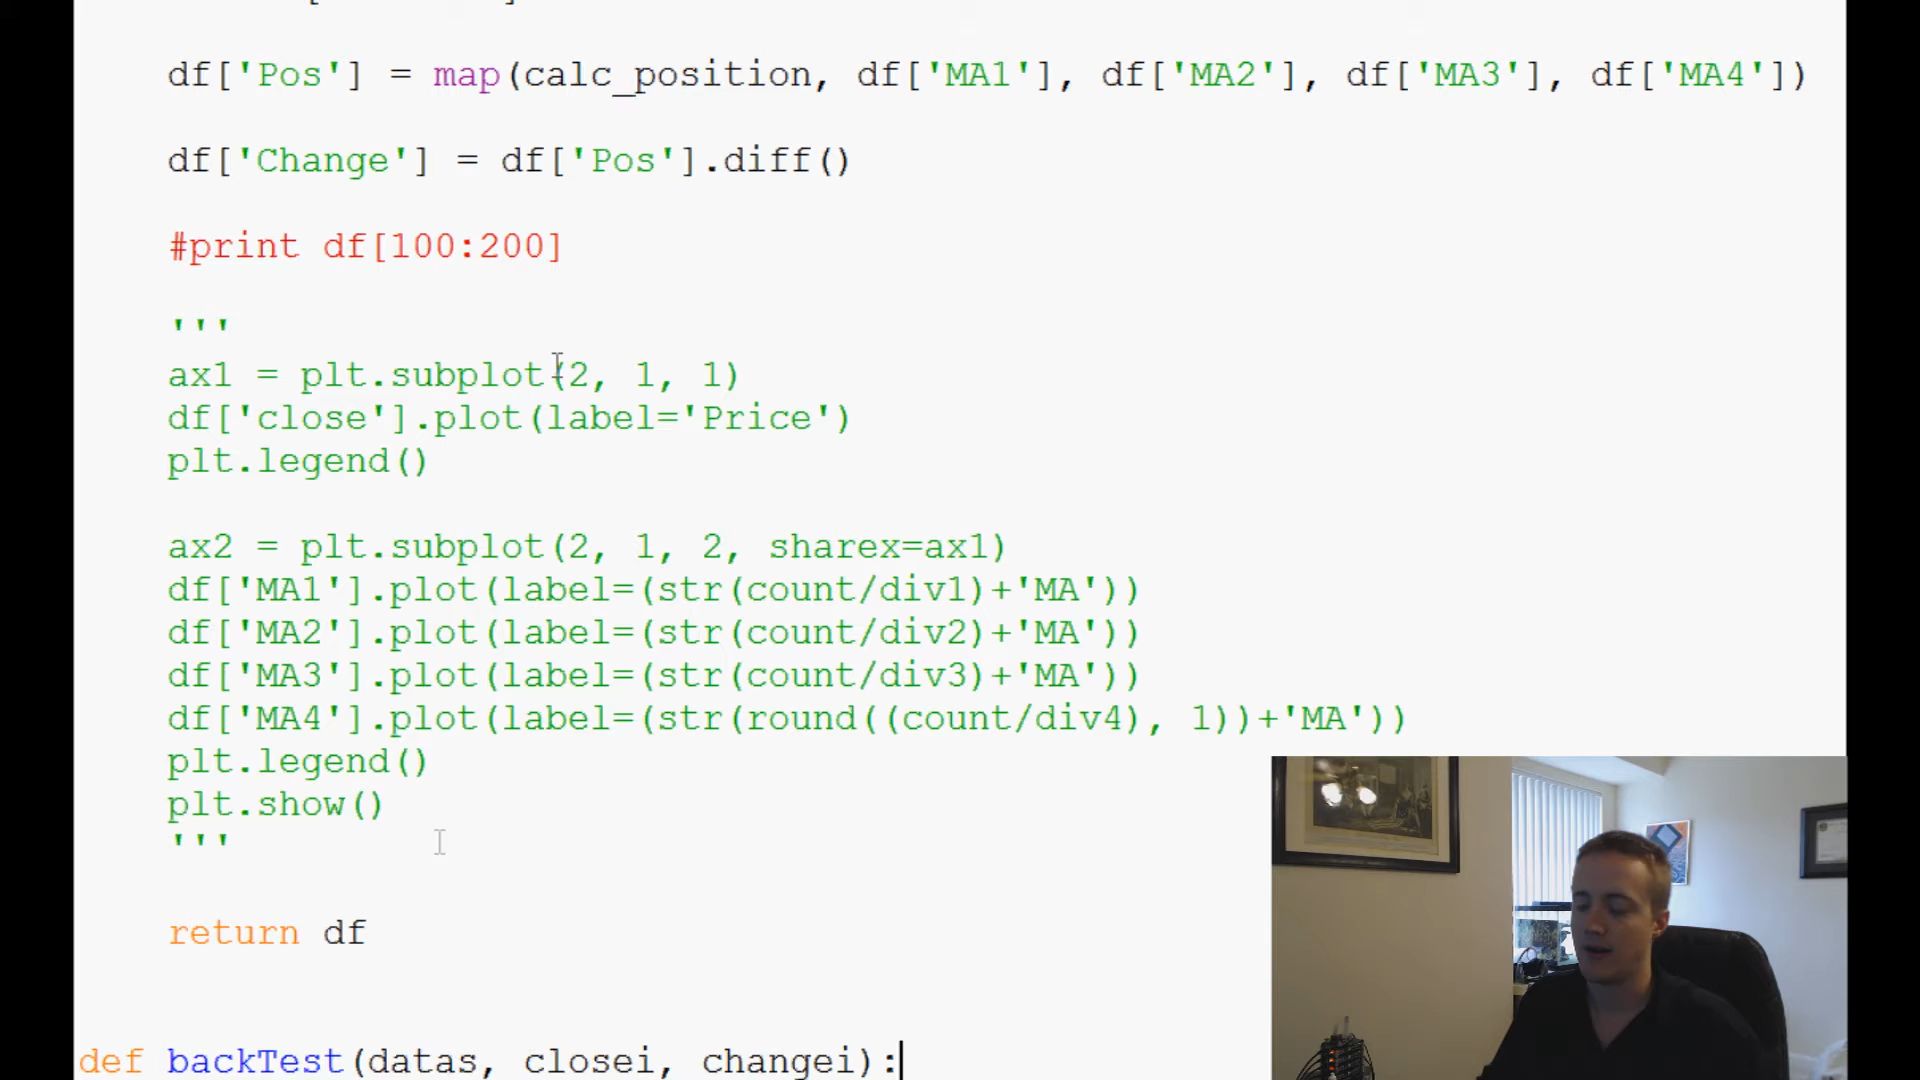 df['Pos'] = map(calc_position, df['MA1'], df['MA2'], df['MA3'], df['MA4'])
df['Change'] = df['Pos'].diff()
#print df[100:200]
'''
ax1 = plt.subplot(2, 1, 1)
df['close'].plot(label='Price')
plt.legend()
ax2 = plt.subplot(2, 1, 2, sharex=ax1)
df['MA1'].plot(label=(str(count/div1)+'MA'))
df['MA2'].plot(label=(str(count/div2)+'MA'))
df['MA3'].plot(label=(str(count/div3)+'MA'))
df['MA4'].plot(label=(str(round((count/div4), 1))+'MA'))
plt.legend()
plt.show()
'''
return df
def backTest(datas, closei, changei):